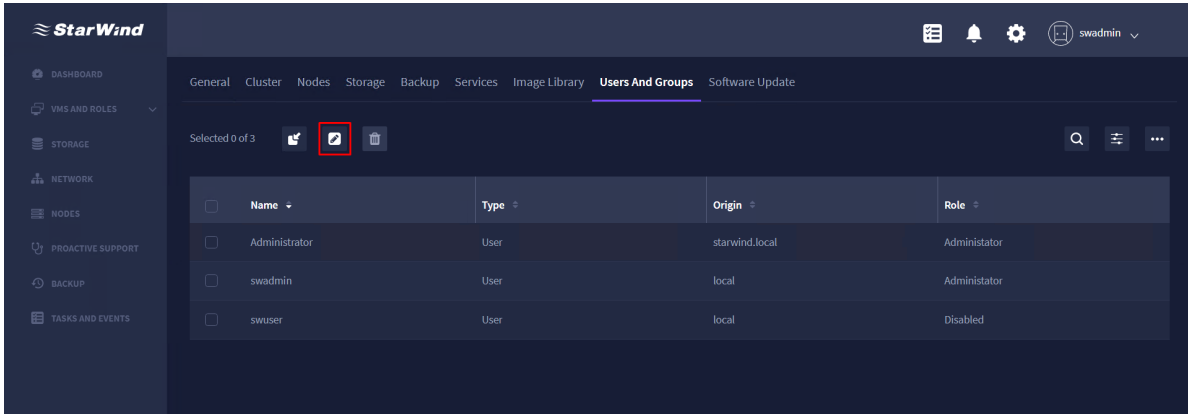 StarWind
swadmin
DASHBOARD
General Cluster Nodes Storage Backup Services Image Library Users And Groups Software Update
VMS AND ROLES
Selected 0 of 3
STORAGE
NETWORK
NODES
PROACTIVE SUPPORT
BACKUP
TASKS AND EVENTS
Name Type Origin Role
Administrator User starwind.local Administator
swadmin User local Administator
swuser User local Disabled